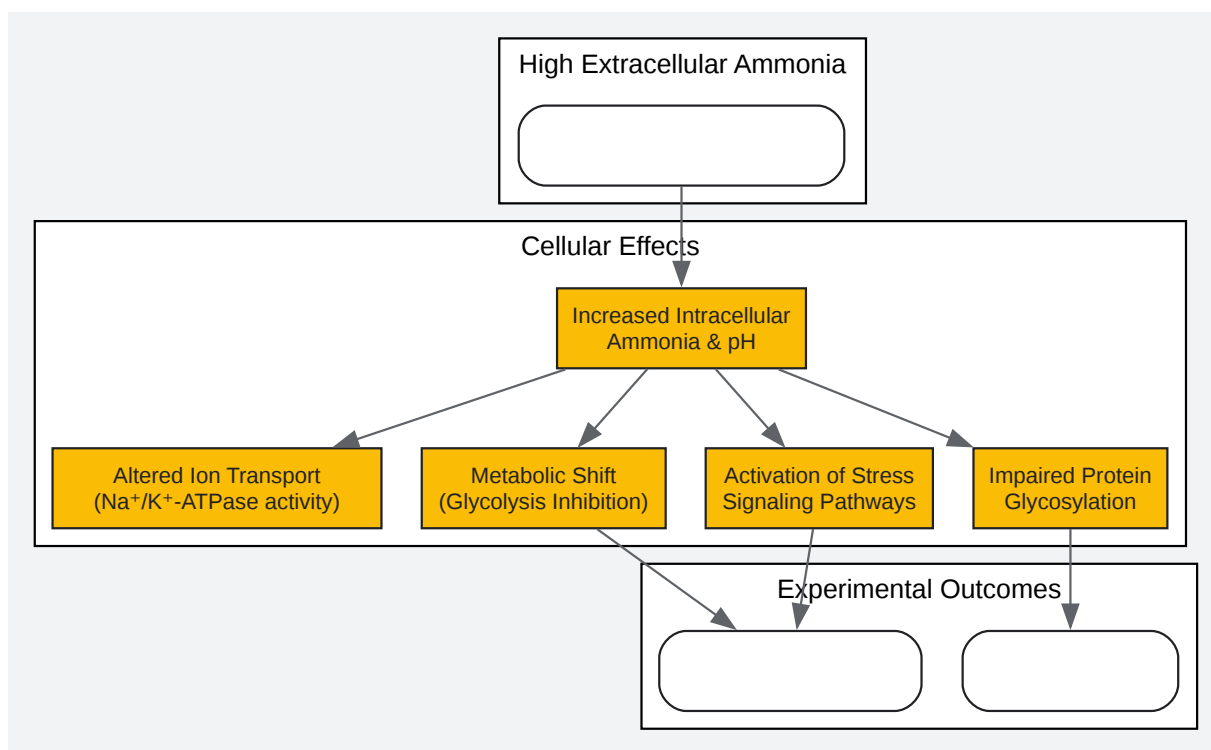 High Extracellular Ammonia
Cellular Effects
Increased Intracellular
Ammonia & pH
Altered Ion Transport
(Na⁺/K⁺-ATPase activity)
Metabolic Shift
(Glycolysis Inhibition)
Activation of Stress
Signaling Pathways
Impaired Protein
Glycosylation
Experimental Outcomes